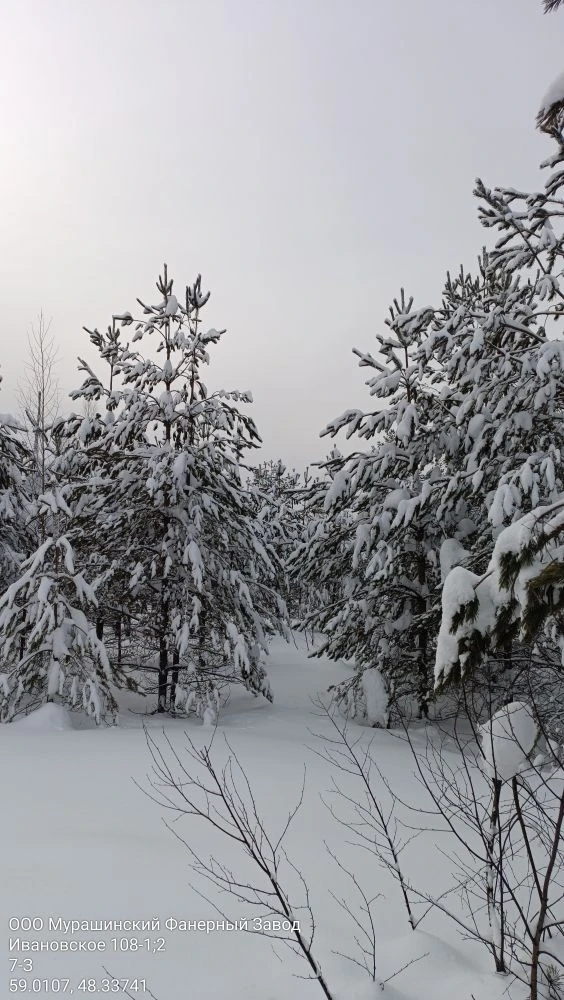 ООО Мурашинский Фанерный Завод
Ивановское 108-1;2
7-3
59.0107, 48.33741